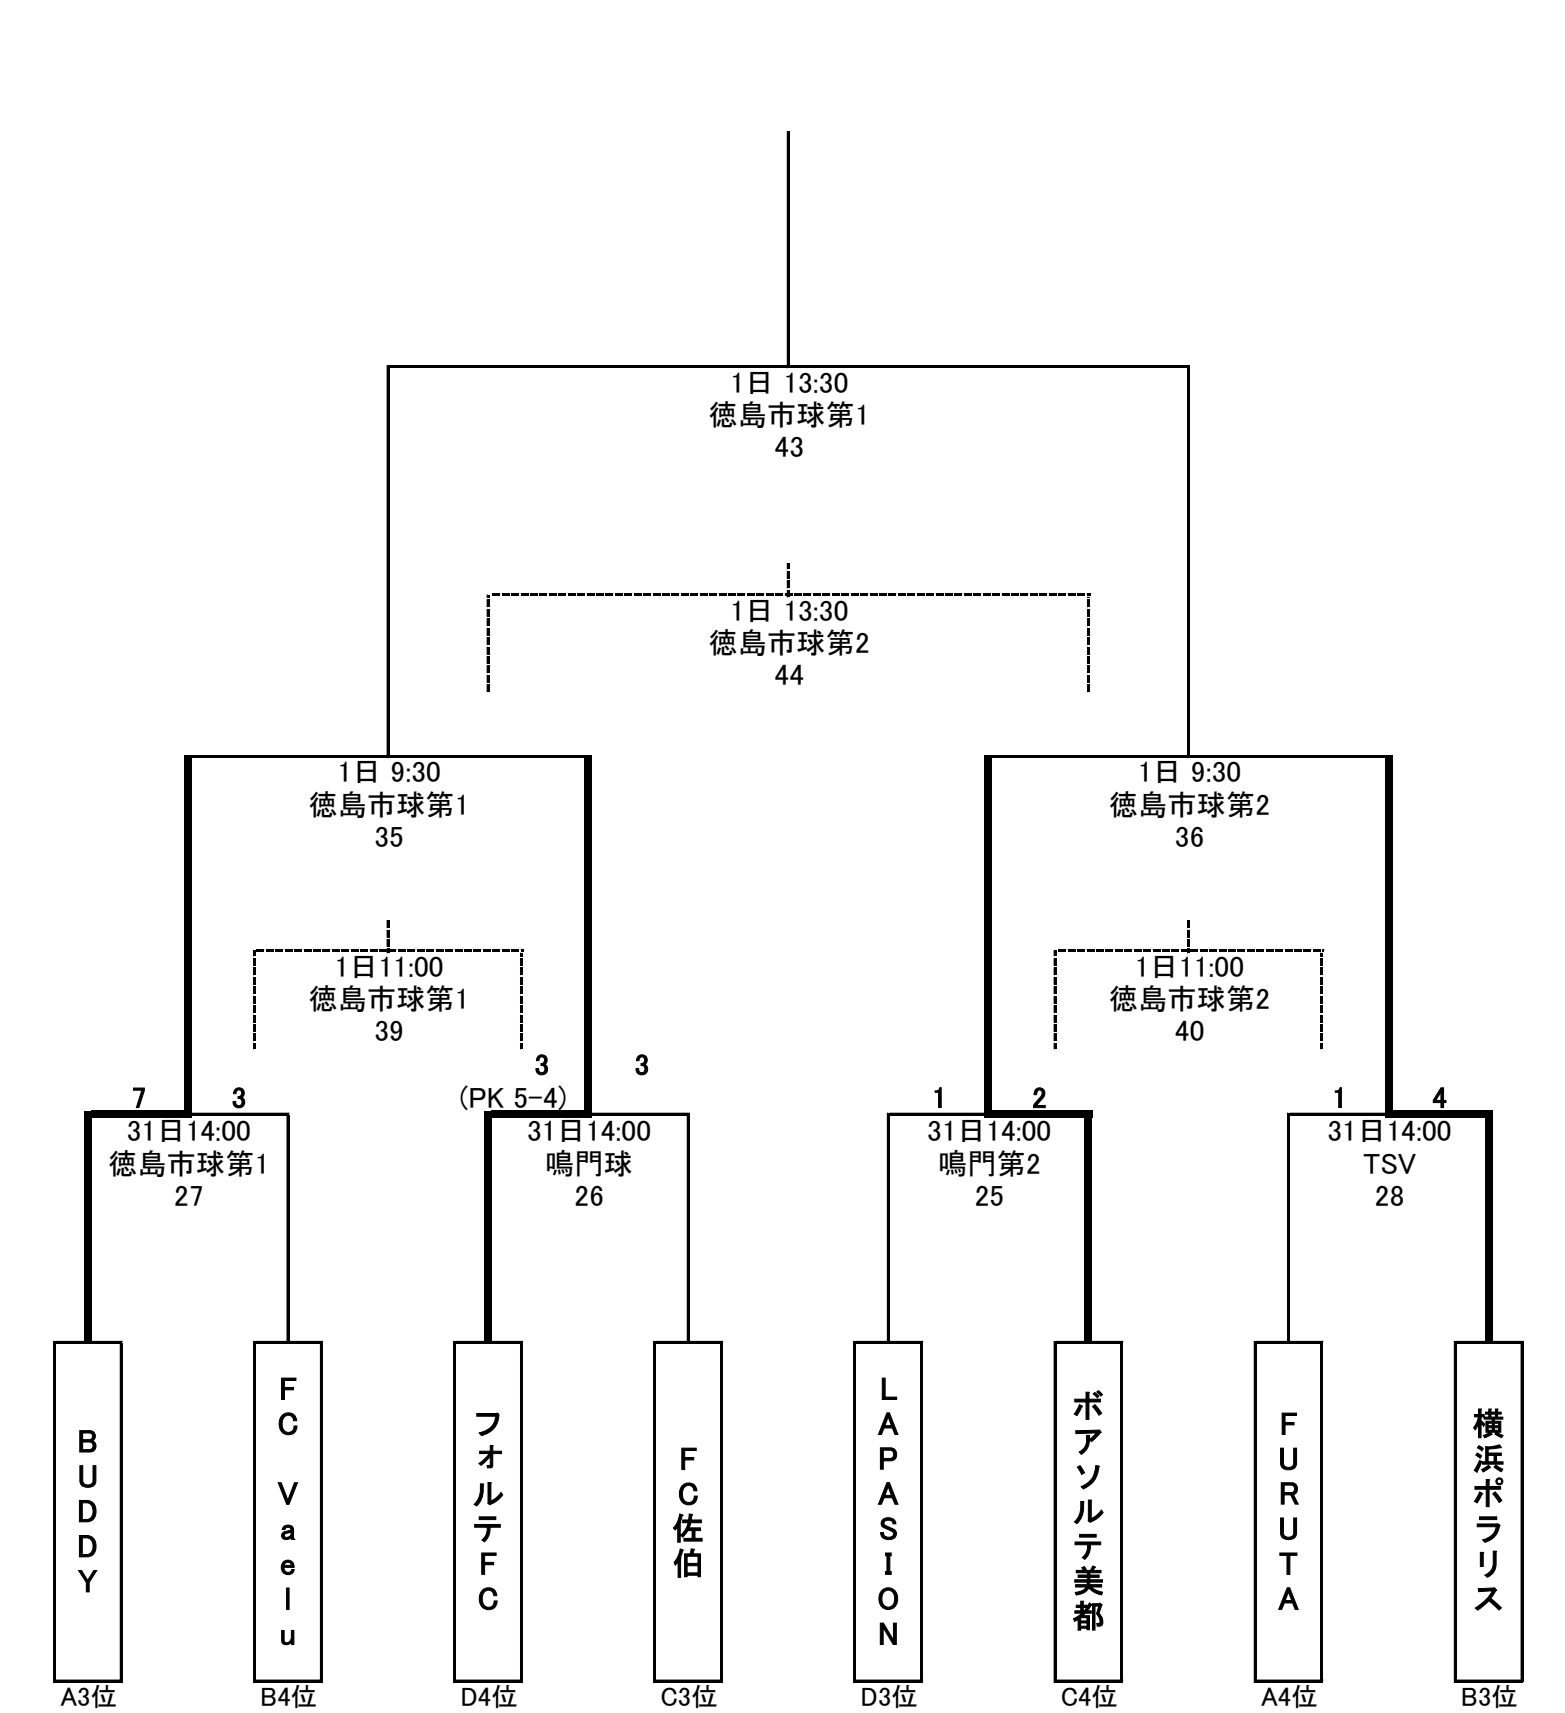 1日 13:30
徳島市球第1
43
1日 13:30
徳島市球第2
44
1日 9:30
徳島市球第1
35
1日 9:30
徳島市球第2
36
1日11:00
徳島市球第1
39
1日11:00
徳島市球第2
40
3 3
7 3 (PK 5-4) 1 2 1 4
31日14:00
徳島市球第1
27
31日14:00
鳴門球
26
31日14:00
鳴門第2
25
31日14:00
TSV
28
BUDDY
FC Vaelu
フォルテFC
FC佐伯
LAPASION
ボアソルテ美都
FURUTA
横浜ポラリス
A3位 B4位 D4位 C3位 D3位 C4位 A4位 B3位